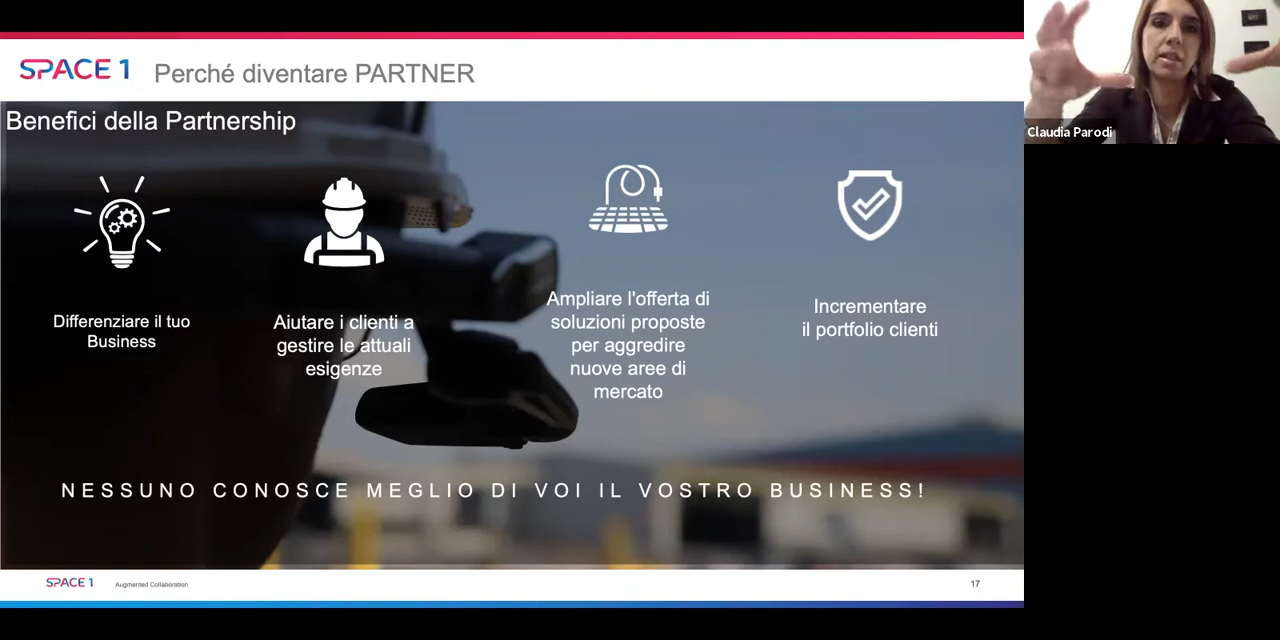 SPACE 1
Perché diventare PARTNER
Benefici della Partnership
Differenziare il tuo
Business
Aiutare i clienti a
gestire le attuali
esigenze
Ampliare l'offerta di
soluzioni proposte
per aggredire
nuove aree di
mercato
Incrementare
il portfolio clienti
NESSUNO CONOSCE MEGLIO DI VOI IL VOSTRO BUSINESS!
SPACE 1
Augmented Collaboration
17
Claudia Parodi